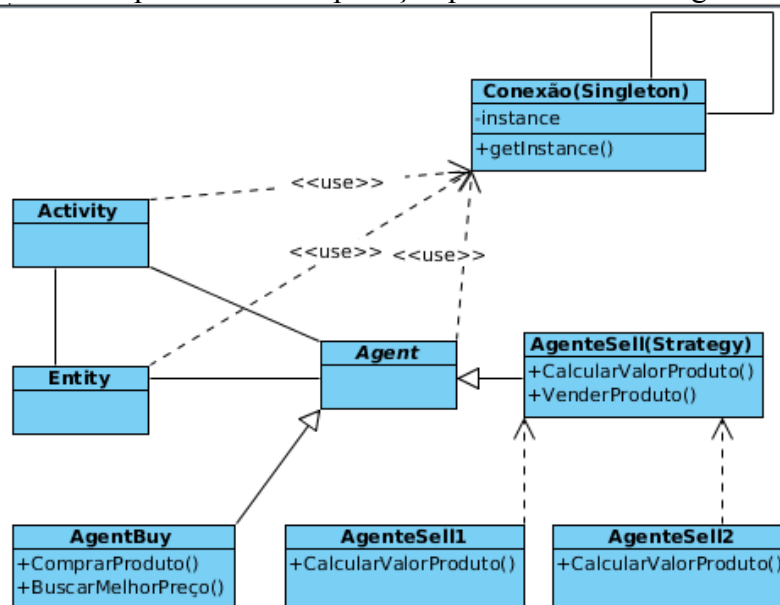 Conexão(Singleton)
-instance
+getInstance()
<<use>>
Activity
<<use>> <<use>>
Agent
AgenteSell(Strategy)
+CalcularValorProduto()
+VenderProduto()
Entity
AgentBuy
+ComprarProduto()
+BuscarMelhorPreço()
AgenteSell1
+CalcularValorProduto()
AgenteSell2
+CalcularValorProduto()